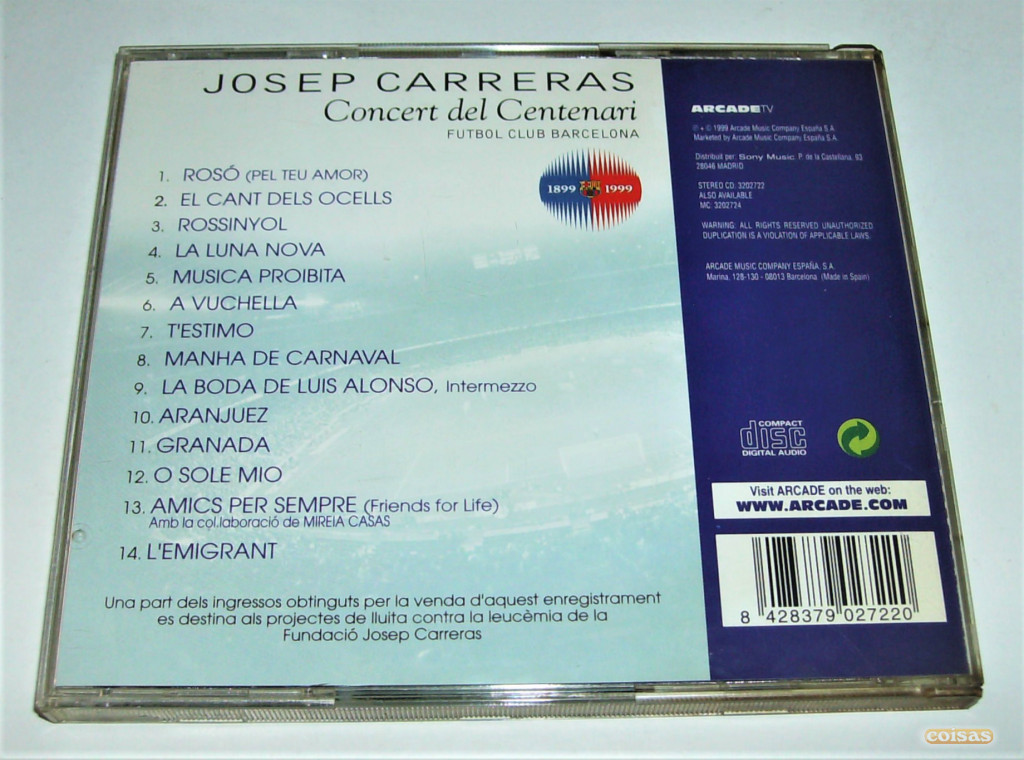 JOSEP CARRERAS
Concert del Centenari
FUTBOL CLUB BARCELONA
1899 1999
1. ROSÓ (PEL TEU AMOR)
2. EL CANT DELS OCELLS
3. ROSSINYOL
4. LA LUNA NOVA
5. MUSICA PROIBITA
6. A VUCHELLA
7. T'ESTIMO
8. MANHA DE CARNAVAL
9. LA BODA DE LUIS ALONSO, Intermezzo
10. ARANJUEZ
11. GRANADA
12. O SOLE MIO
13. AMICS PER SEMPRE (Friends for Life)
Amb la col.laboració de MIREIA CASAS
14. L'EMIGRANT
Una part dels ingressos obtinguts per la venda d'aquest enregistrament
es destina als projectes de lluita contra la leucèmia de la
Fundació Josep Carreras
ARCADE TV
℗ + © 1999 Arcade Music Company España S.A.
Marketed by Arcade Music Company España S.A.
Distribuit per: Sony Music P. de la Castellana, 93
28046 MADRID
STEREO CD: 3202722
ALSO AVAILABLE
MC: 3202724
WARNING: ALL RIGHTS RESERVED UNAUTHORIZED
DUPLICATION IS A VIOLATION OF APPLICABLE LAWS.
ARCADE MUSIC COMPANY ESPAÑA, S.A.
Marina, 128-130 - 08013 Barcelona (Made in Spain)
COMPACT
disc
DIGITAL AUDIO
Visit ARCADE on the web:
WWW.ARCADE.COM
8 428379 027220
coisas